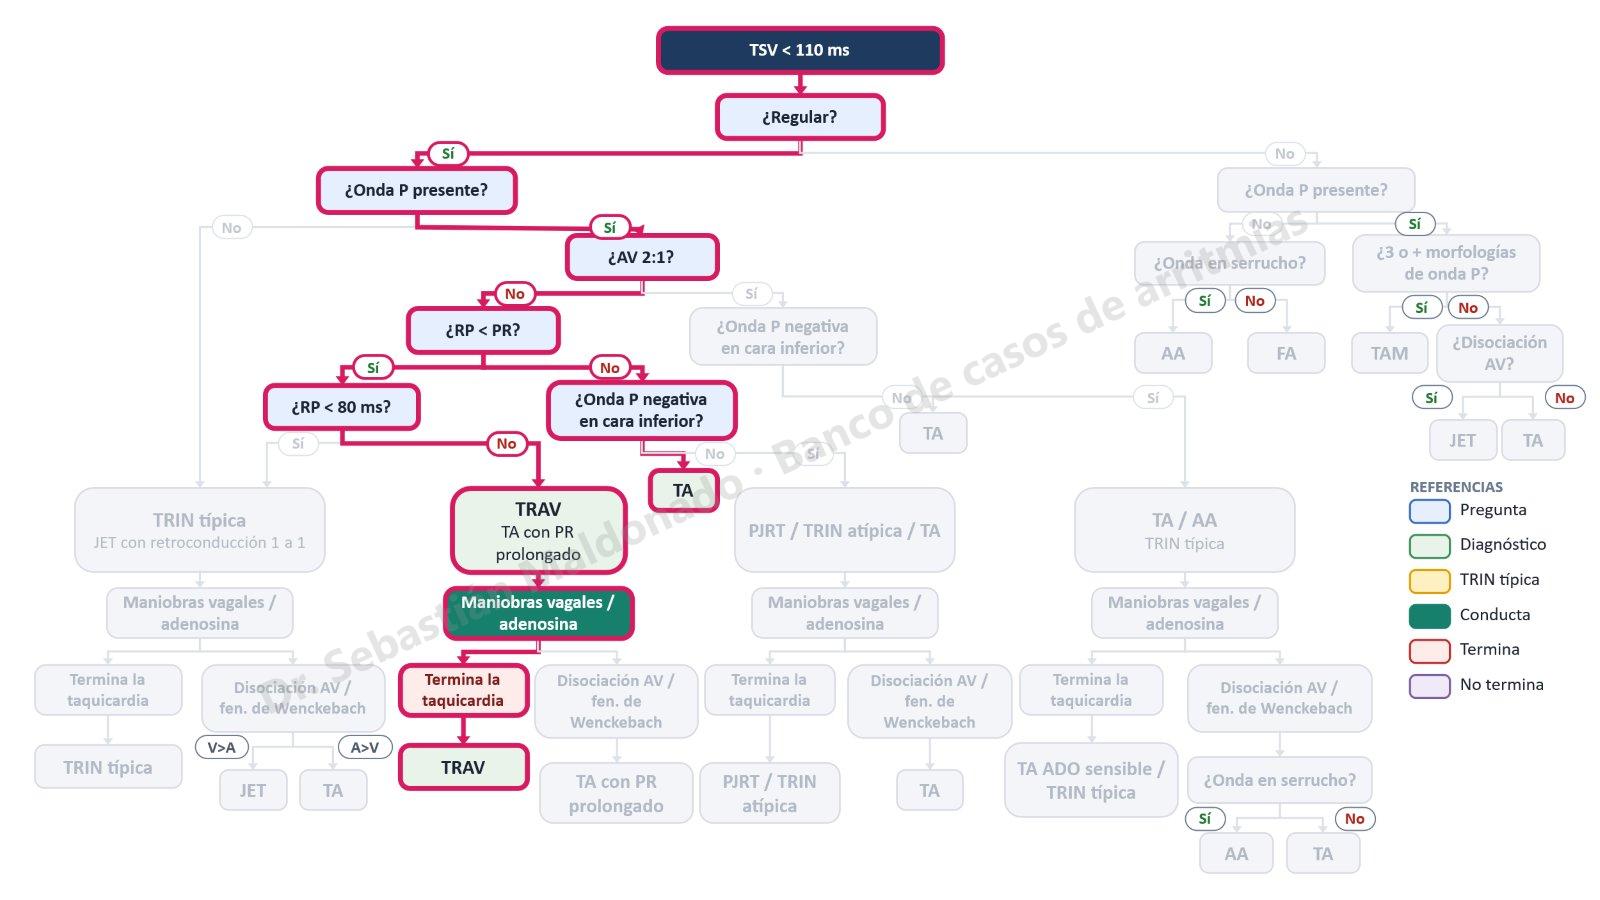 TSV < 110 ms
¿Regular?
Sí
No
¿Onda P presente?
¿Onda P presente?
No
Sí
No
Sí
¿AV 2:1?
¿Onda en serrucho?
¿3 o + morfologías
de onda P?
No
Sí
Sí
No
Sí
No
¿RP < PR?
¿Onda P negativa
en cara inferior?
AA
FA
TAM
¿Disociación
AV?
Sí
No
¿RP < 80 ms?
¿Onda P negativa
en cara inferior?
No
Sí
Sí
No
TA
JET
TA
Sí
No
No
Sí
TA
TRIN típica
JET con retroconducción 1 a 1
TRAV
TA con PR
prolongado
PJRT / TRIN atípica / TA
TA / AA
TRIN típica
REFERENCIAS
Pregunta
Diagnóstico
TRIN típica
Conducta
Termina
No termina
Maniobras vagales /
adenosina
Maniobras vagales /
adenosina
Maniobras vagales /
adenosina
Maniobras vagales /
adenosina
Termina la
taquicardia
Disociación AV /
fen. de Wenckebach
Termina la
taquicardia
Disociación AV /
fen. de
Wenckebach
Termina la
taquicardia
Disociación AV /
fen. de
Wenckebach
Termina la
taquicardia
Disociación AV /
fen. de Wenckebach
TRIN típica
V>A
A>V
JET
TA
TRAV
TA con PR
prolongado
PJRT / TRIN
atípica
TA
TA ADO sensible /
TRIN típica
¿Onda en serrucho?
Sí
No
AA
TA
Dr. Sebastián Maldonado · Banco de casos de arritmias